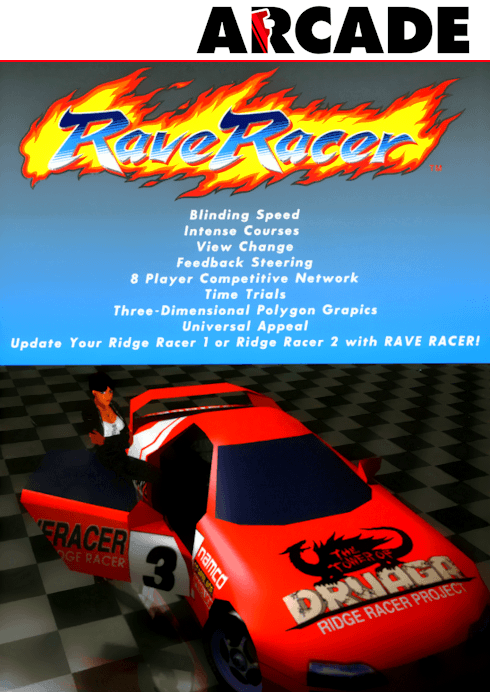 ARCADE
Rave Racer
TM
Blinding Speed
Intense Courses
View Change
Feedback Steering
8 Player Competitive Network
Time Trials
Three-Dimensional Polygon Grapics
Universal Appeal
Update Your Ridge Racer 1 or Ridge Racer 2 with RAVE RACER!
ERACER
DGE RACER
3
namco
THE
TOWER OF
DRUAGA
RIDGE RACER PROJECT